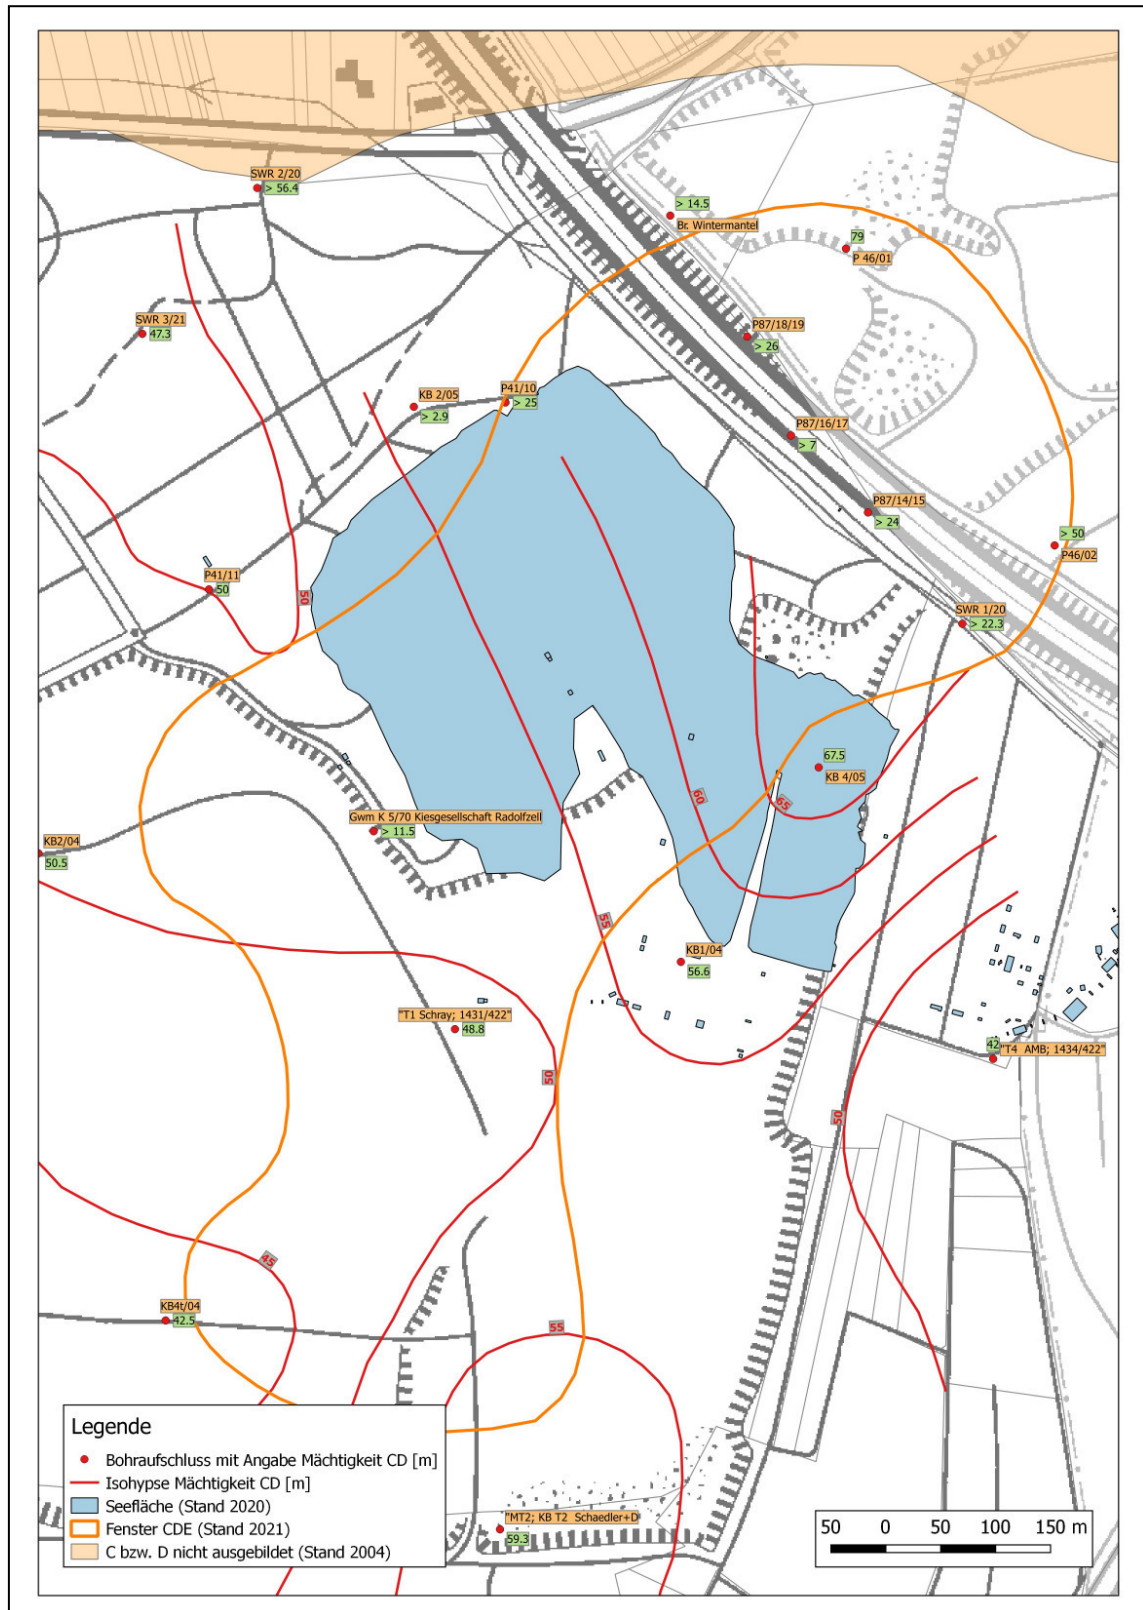 SWR 2/20
> 56.4
> 14.5
Br. Wintermantel
79
P 46/01
SWR 3/21
47.3
P87/18/19
> 26
KB 2/05
> 2.9
P41/10
> 25
P87/16/17
> 7
P87/14/15
> 24
> 50
P46/02
P41/11
50
50
SWR 1/20
> 22.3
67.5
KB 4/05
65
60
Gwm K 5/70 Kiesgesellschaft Radolfzell
> 11.5
KB2/04
50.5
55
KB1/04
56.6
"T1 Schray; 1431/422"
48.8
42
"T4 AMB; 1434/422"
50
50
45
KB4t/04
42.5
55
Legende
Bohraufschluss mit Angabe Mächtigkeit CD [m]
Isohypse Mächtigkeit CD [m]
Seefläche (Stand 2020)
Fenster CDE (Stand 2021)
C bzw. D nicht ausgebildet (Stand 2004)
"MT2; KB T2 Schaedler+D
59.3
50 0 50 100 150 m